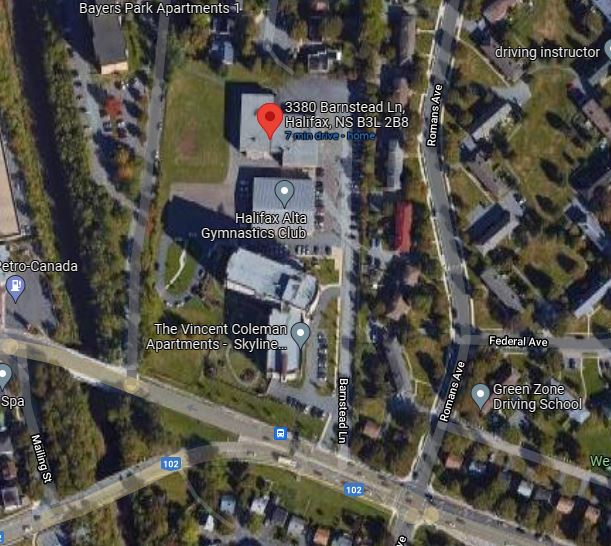 Bayers Park Apartments 1
driving instructor
3380 Barnstead Ln,
Halifax, NS B3L 2B8
7 min drive - home
Romans Ave
Halifax Alta
Gymnastics Club
Petro-Canada
The Vincent Coleman
Apartments - Skyline...
Federal Ave
Spa
Barnstead Ln
Romans Ave
Green Zone
Driving School
Mailing St
102
We
102
ve